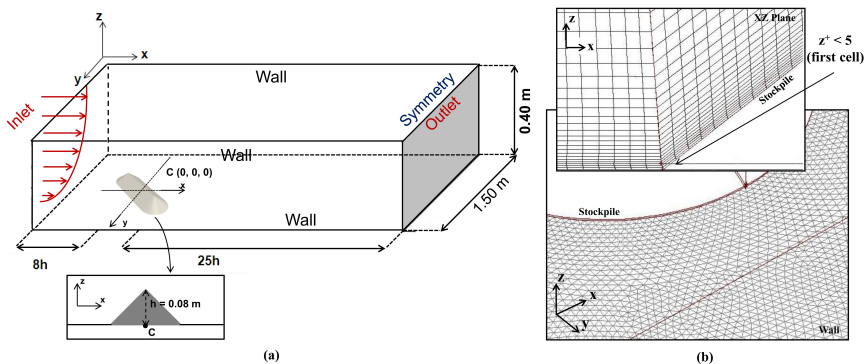 z
x
y
Inlet
Wall
Symmetry
Outlet
0.40 m
Wall
C (0, 0, 0)
x
y
Wall
1.50 m
8h
25h
z
x
h = 0.08 m
C
(a)
z
x
XZ Plane
z⁺ < 5
(first cell)
Stockpile
Stockpile
z
x
y
Wall
(b)